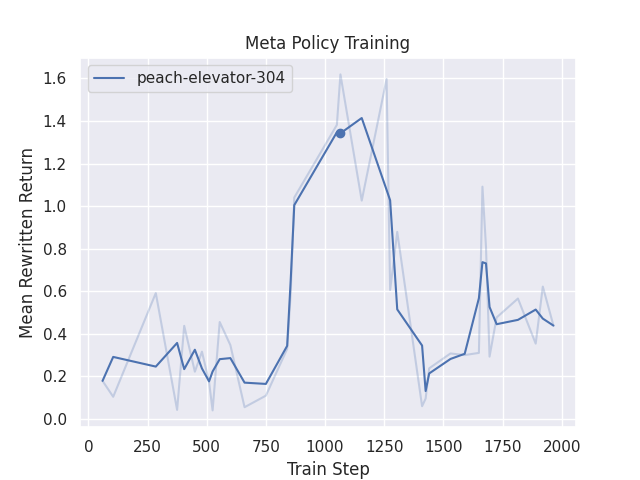 Meta Policy Training
peach-elevator-304
Mean Rewritten Return
1.6
1.4
1.2
1.0
0.8
0.6
0.4
0.2
0.0
0 250 500 750 1000 1250 1500 1750 2000
Train Step